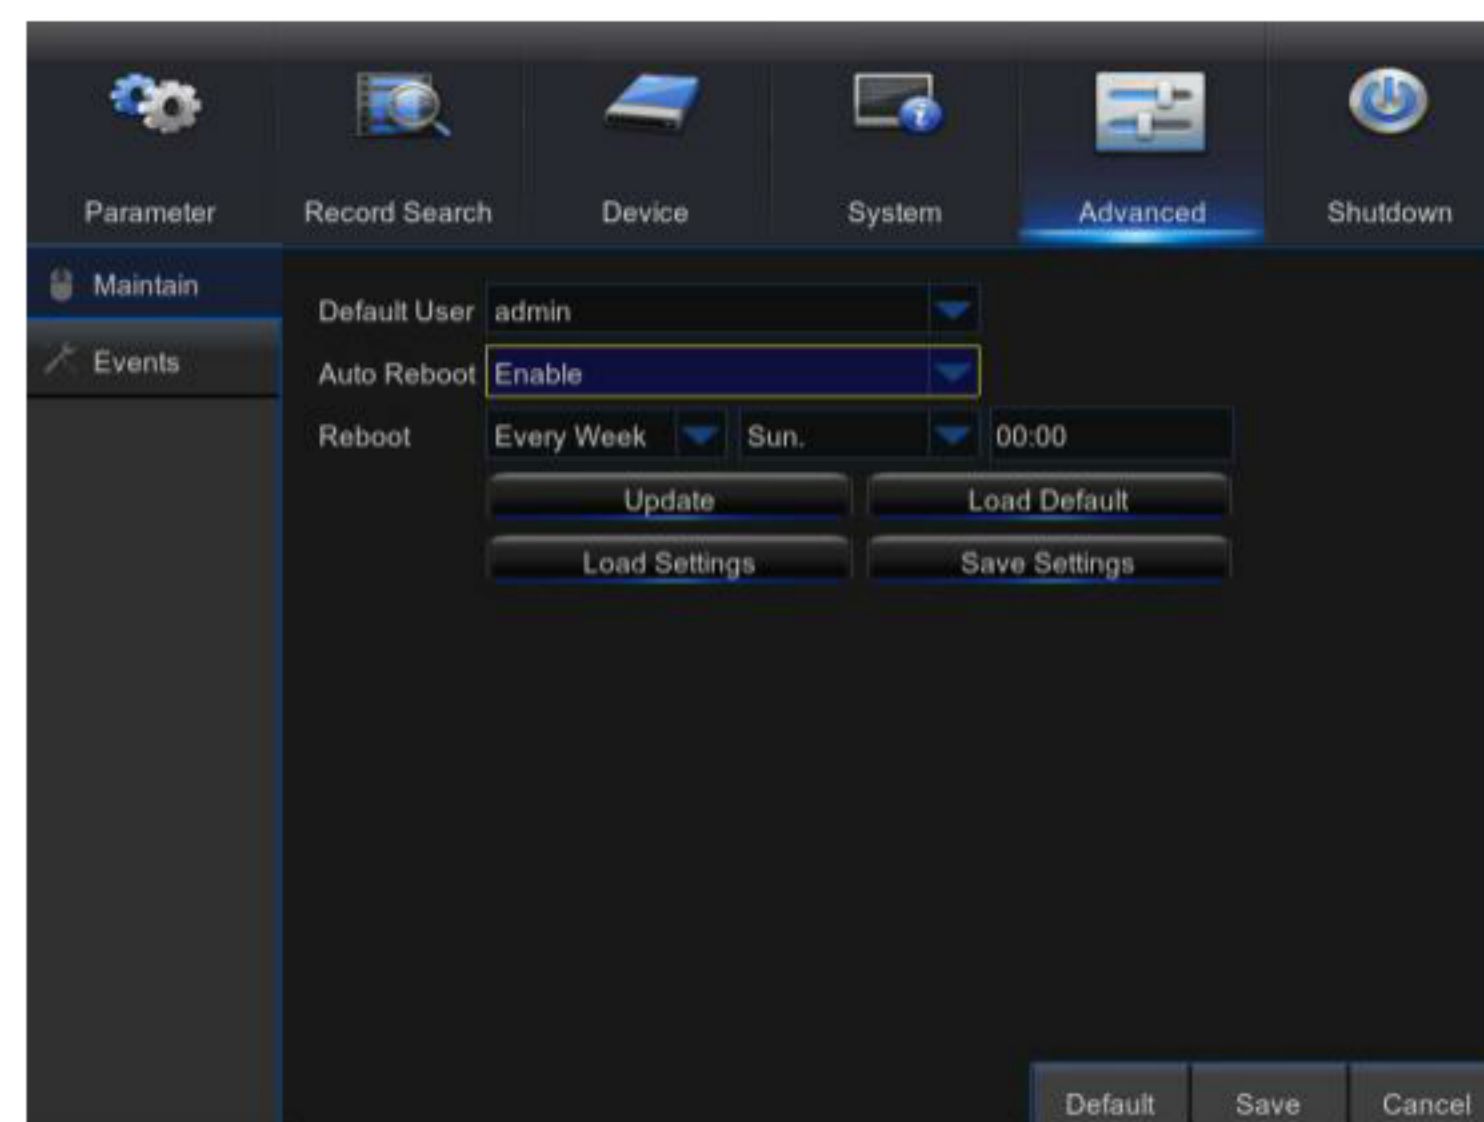 Parameter Record Search Device System Advanced Shutdown
Maintain
Events
Default User admin
Auto Reboot Enable
Reboot Every Week Sun. 00:00
Update Load Default
Load Settings Save Settings
Default Save Cancel